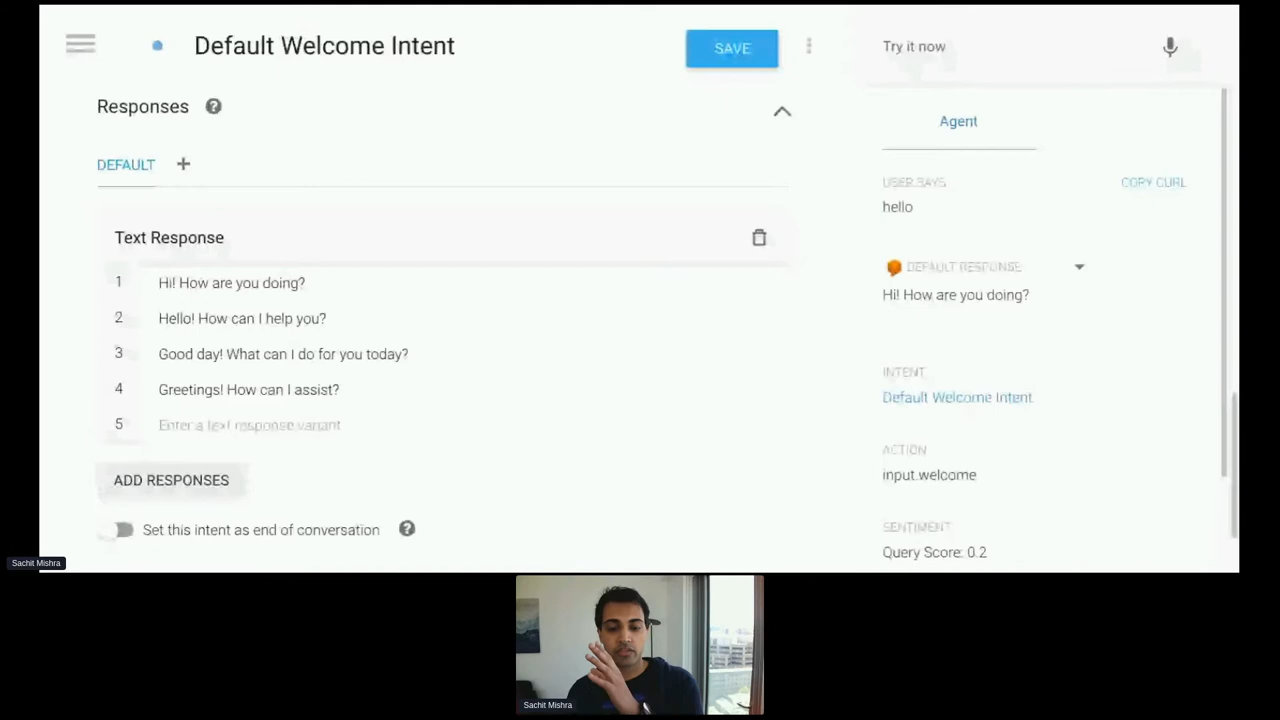 Default Welcome Intent
SAVE
Try it now
Responses
DEFAULT
Agent
USER SAYS
COPY CURL
hello
Text Response
DEFAULT RESPONSE
Hi! How are you doing?
1 Hi! How are you doing?
2 Hello! How can I help you?
3 Good day! What can I do for you today?
4 Greetings! How can I assist?
5 Enter a text response variant
INTENT
Default Welcome Intent
ACTION
input.welcome
ADD RESPONSES
Set this intent as end of conversation
SENTIMENT
Query Score: 0.2
Sachit Mishra
Sachit Mishra